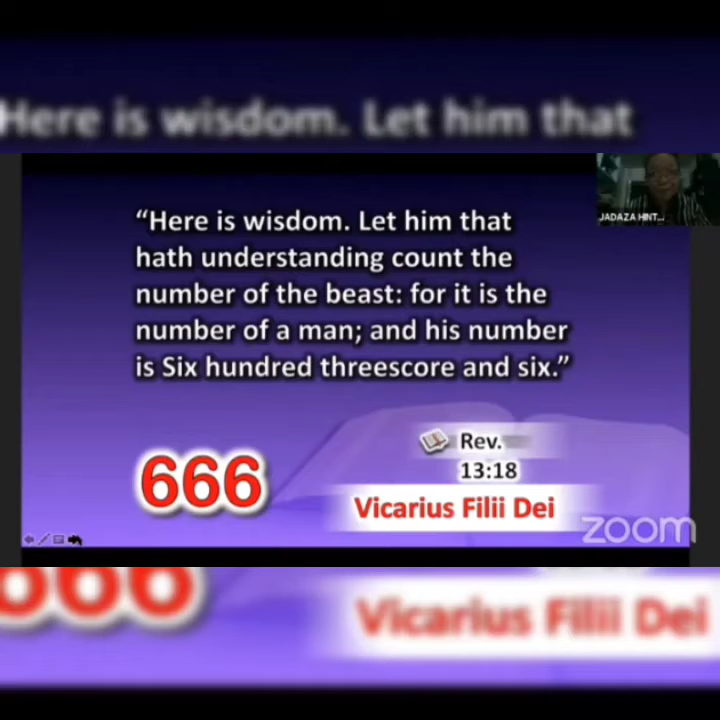 Here is wisdom. Let him that
JADAZA HINT...
“Here is wisdom. Let him that
hath understanding count the
number of the beast: for it is the
number of a man; and his number
is Six hundred threescore and six.”
Rev.
13:18
666
Vicarius Filii Dei
zoom
666
Vicarius Filii Dei